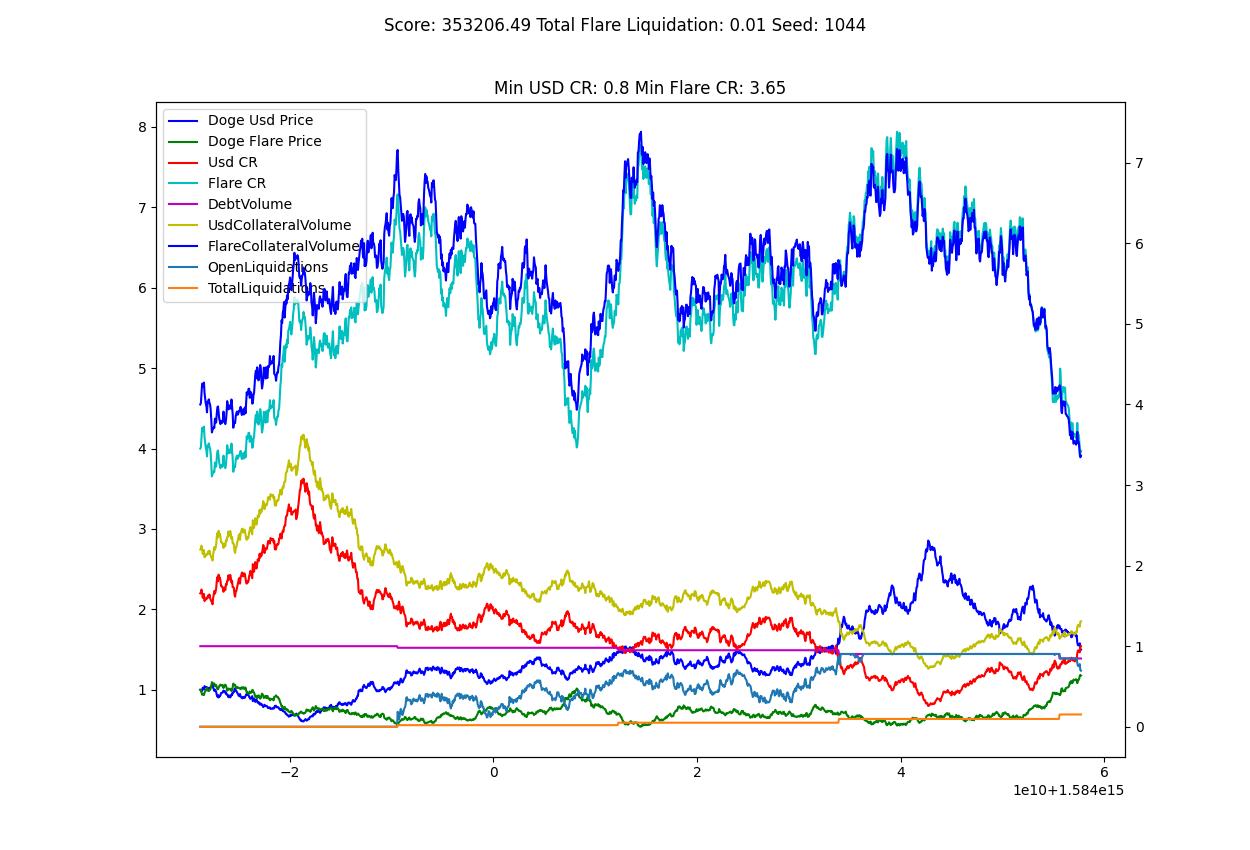 Score: 353206.49 Total Flare Liquidation: 0.01 Seed: 1044
Min USD CR: 0.8 Min Flare CR: 3.65
Doge Usd Price
Doge Flare Price
Usd CR
Flare CR
DebtVolume
UsdCollateralVolume
FlareCollateralVolume
OpenLiquidations
TotalLiquidations
8
7
6
5
4
3
2
1
7
6
5
4
3
2
1
0
−2 0 2 4 6
1e10+1.584e15